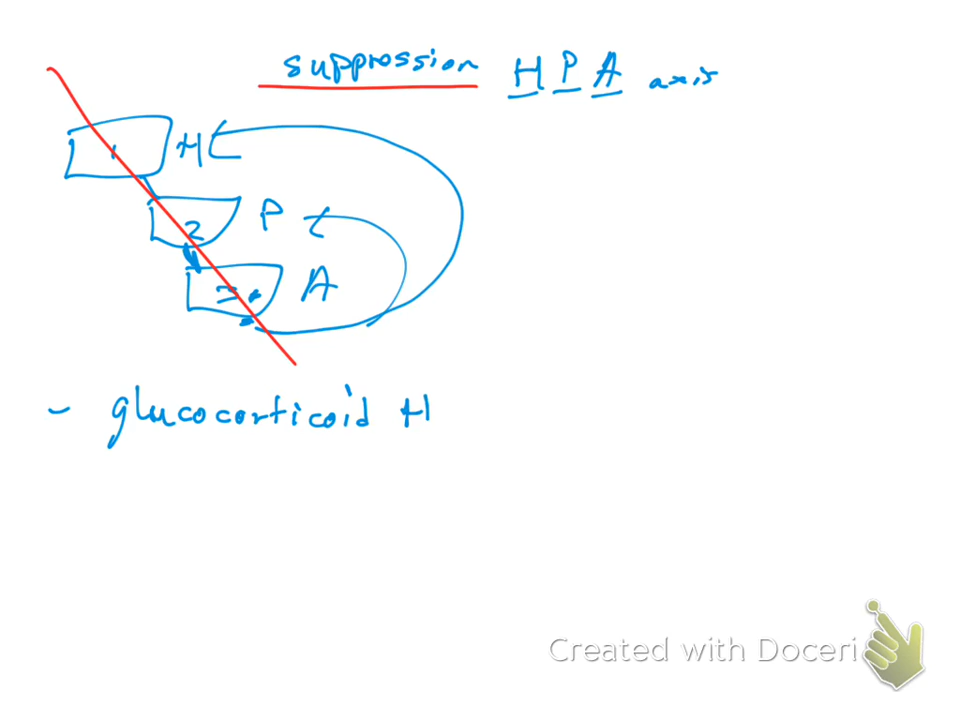 suppression H P A axis
1 H
2 P
3 A
- glucocorticoid H
Created with Doceri